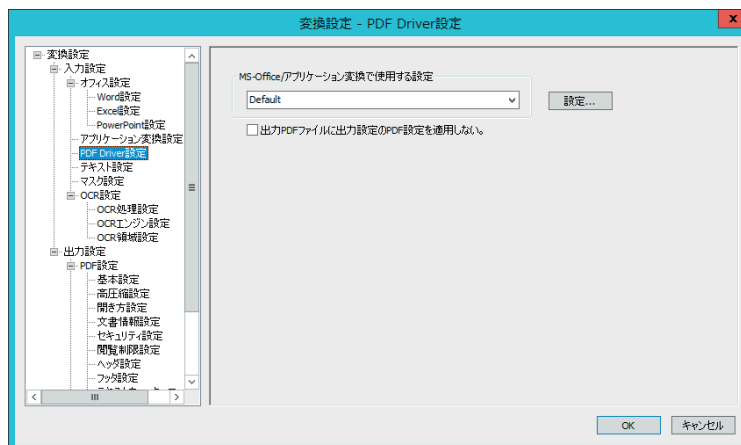 変換設定 - PDF Driver設定
x
変換設定
入力設定
オフィス設定
Word設定
Excel設定
PowerPoint設定
アプリケーション変換設定
PDF Driver設定
テキスト設定
マスク設定
OCR設定
OCR処理設定
OCRエンジン設定
OCR領域設定
出力設定
PDF設定
基本設定
高圧縮設定
開き方設定
文書情報設定
セキュリティ設定
閲覧制限設定
ヘッダ設定
フッタ設定
MS-Office/アプリケーション変換で使用する設定
Default
設定...
出力PDFファイルに出力設定のPDF設定を適用しない。
OK
キャンセル